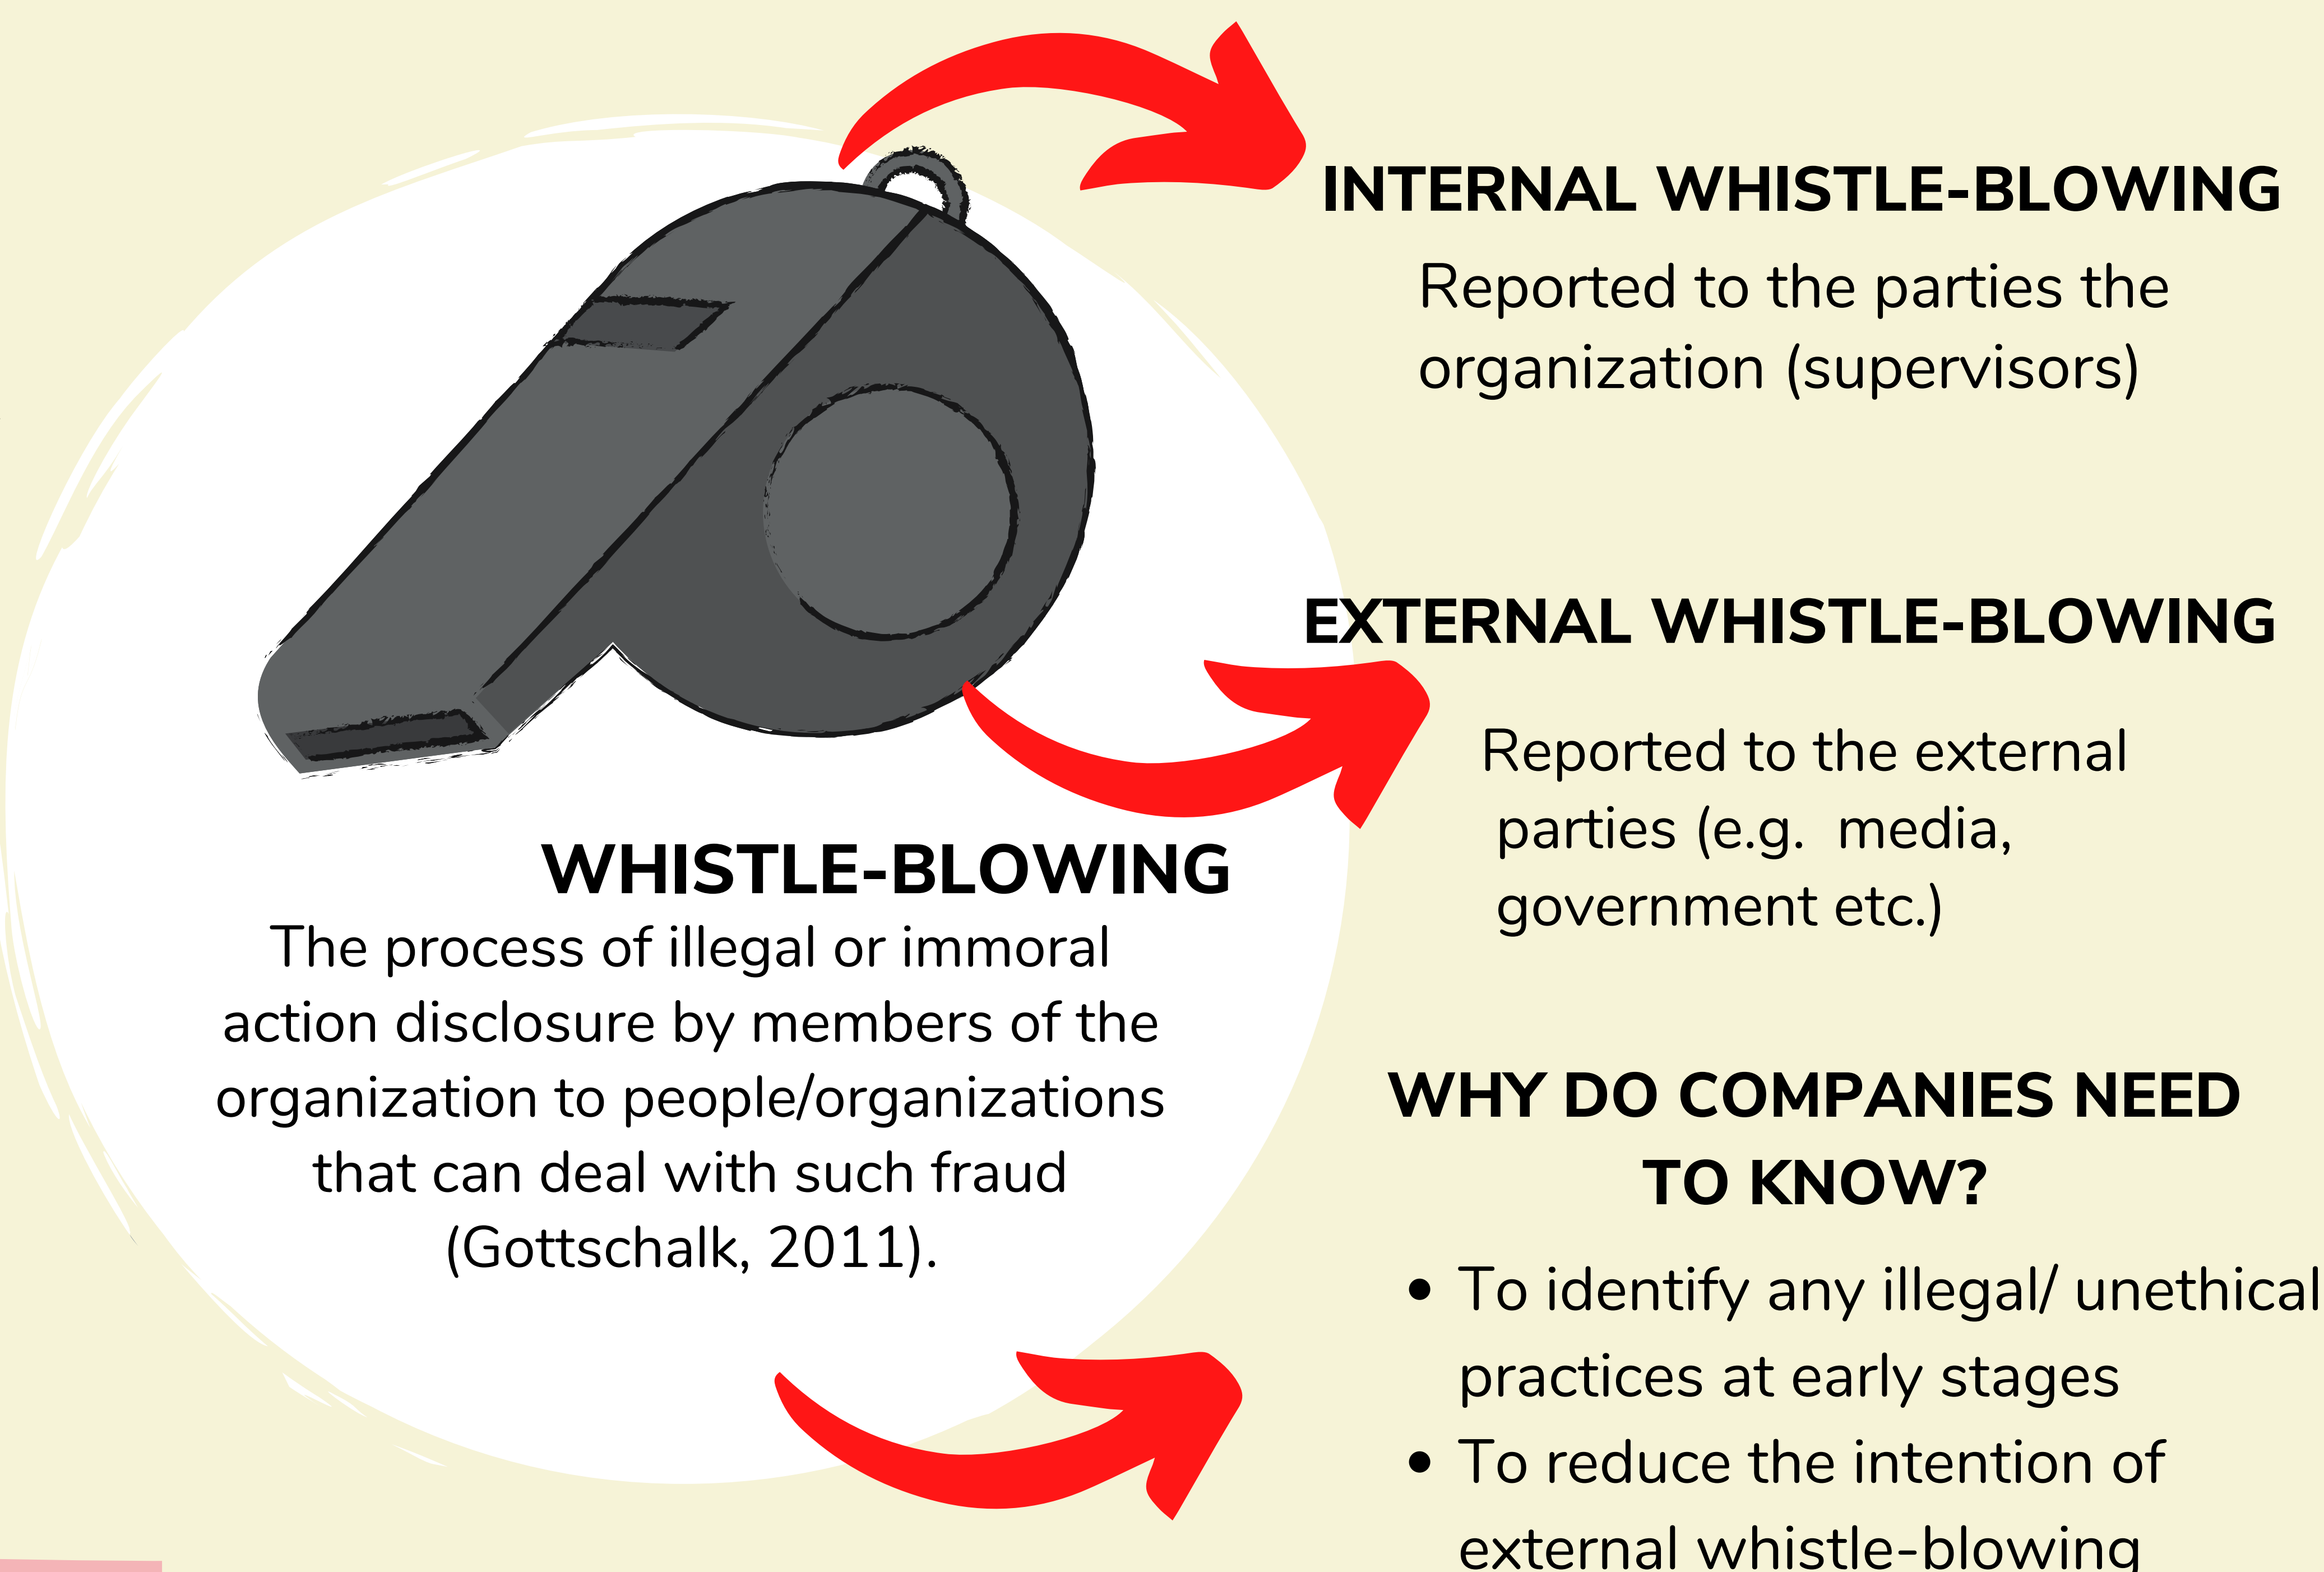 INTERNAL WHISTLE-BLOWING
Reported to the parties the
organization (supervisors)
EXTERNAL WHISTLE-BLOWING
Reported to the external
parties (e.g. media,
government etc.)
WHISTLE-BLOWING
The process of illegal or immoral
action disclosure by members of the
organization to people/organizations
that can deal with such fraud
(Gottschalk, 2011).
WHY DO COMPANIES NEED
TO KNOW?
• To identify any illegal/ unethical
practices at early stages
• To reduce the intention of
external whistle-blowing